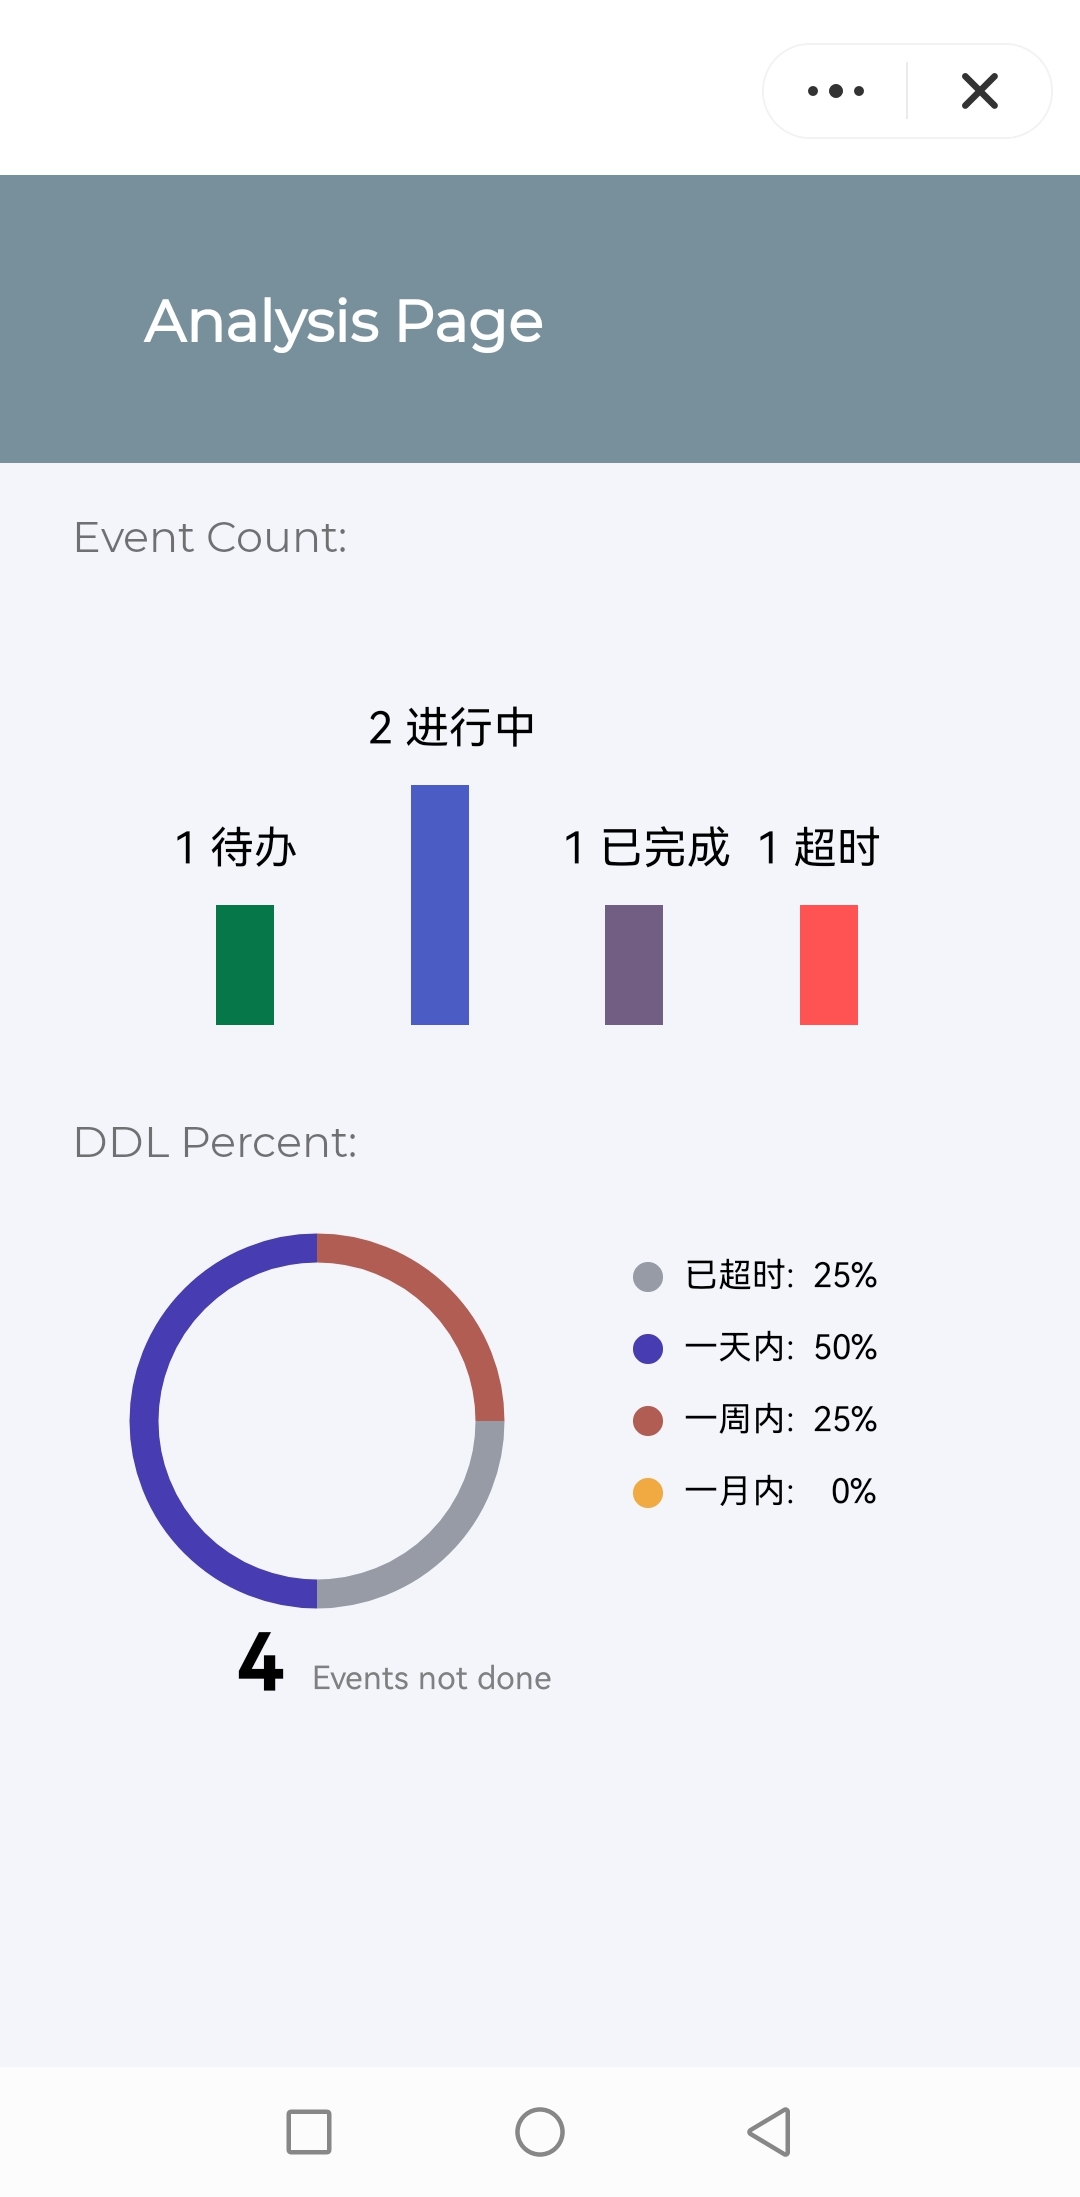 Analysis Page
Event Count:
2 进行中
1 待办
1 已完成
1 超时
DDL Percent:
已超时: 25%
一天内: 50%
一周内: 25%
一月内: 0%
4 Events not done